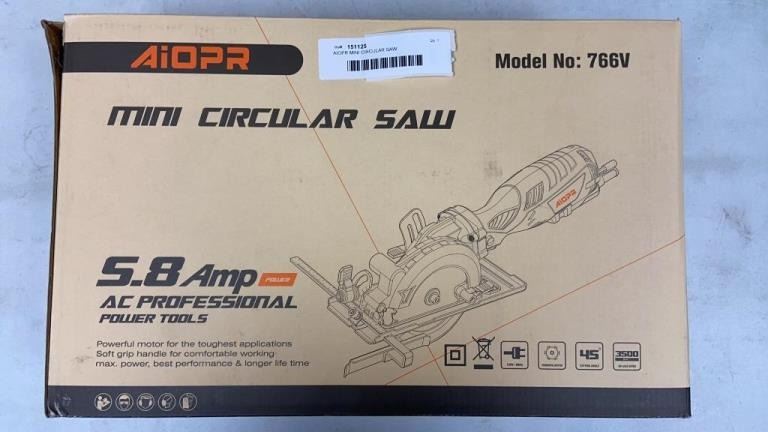 AiOPR
151125
AIOPR MINI CIRCULAR SAW
Model No: 766V
MINI CIRCULAR SAW
AiOPR
5.8 Amp POWER
AC PROFESSIONAL
POWER TOOLS
Powerful motor for the toughest applications
Soft grip handle for comfortable working
max. power, best performance & longer life time
45°
3500